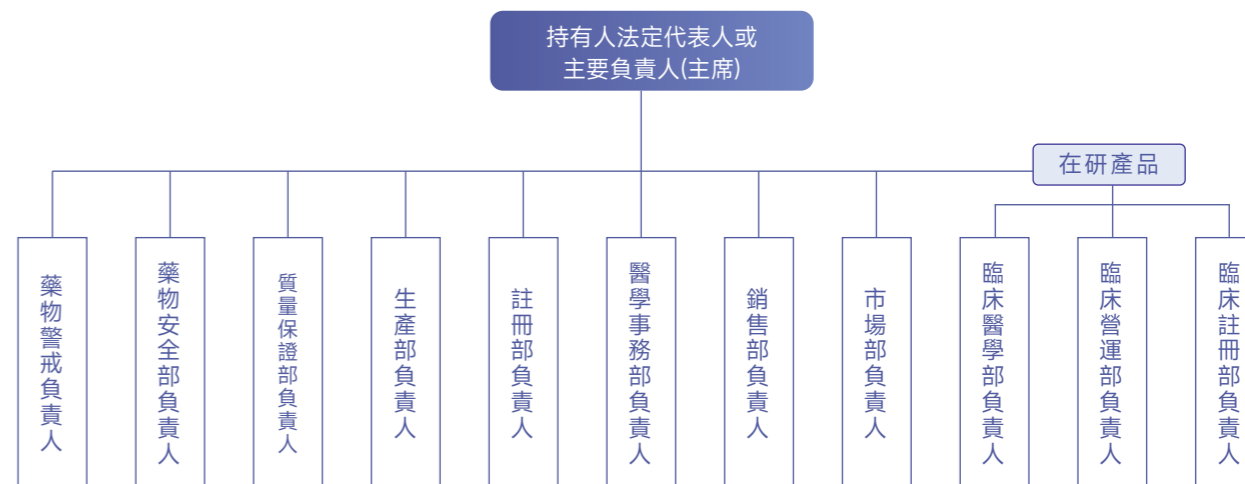 持有人法定代表人或
主要負責人(主席)
在研產品
藥物警戒負責人
藥物安全部負責人
質量保證部負責人
生產部負責人
註冊部負責人
醫學事務部負責人
銷售部負責人
市場部負責人
臨床醫學部負責人
臨床營運部負責人
臨床註冊部負責人